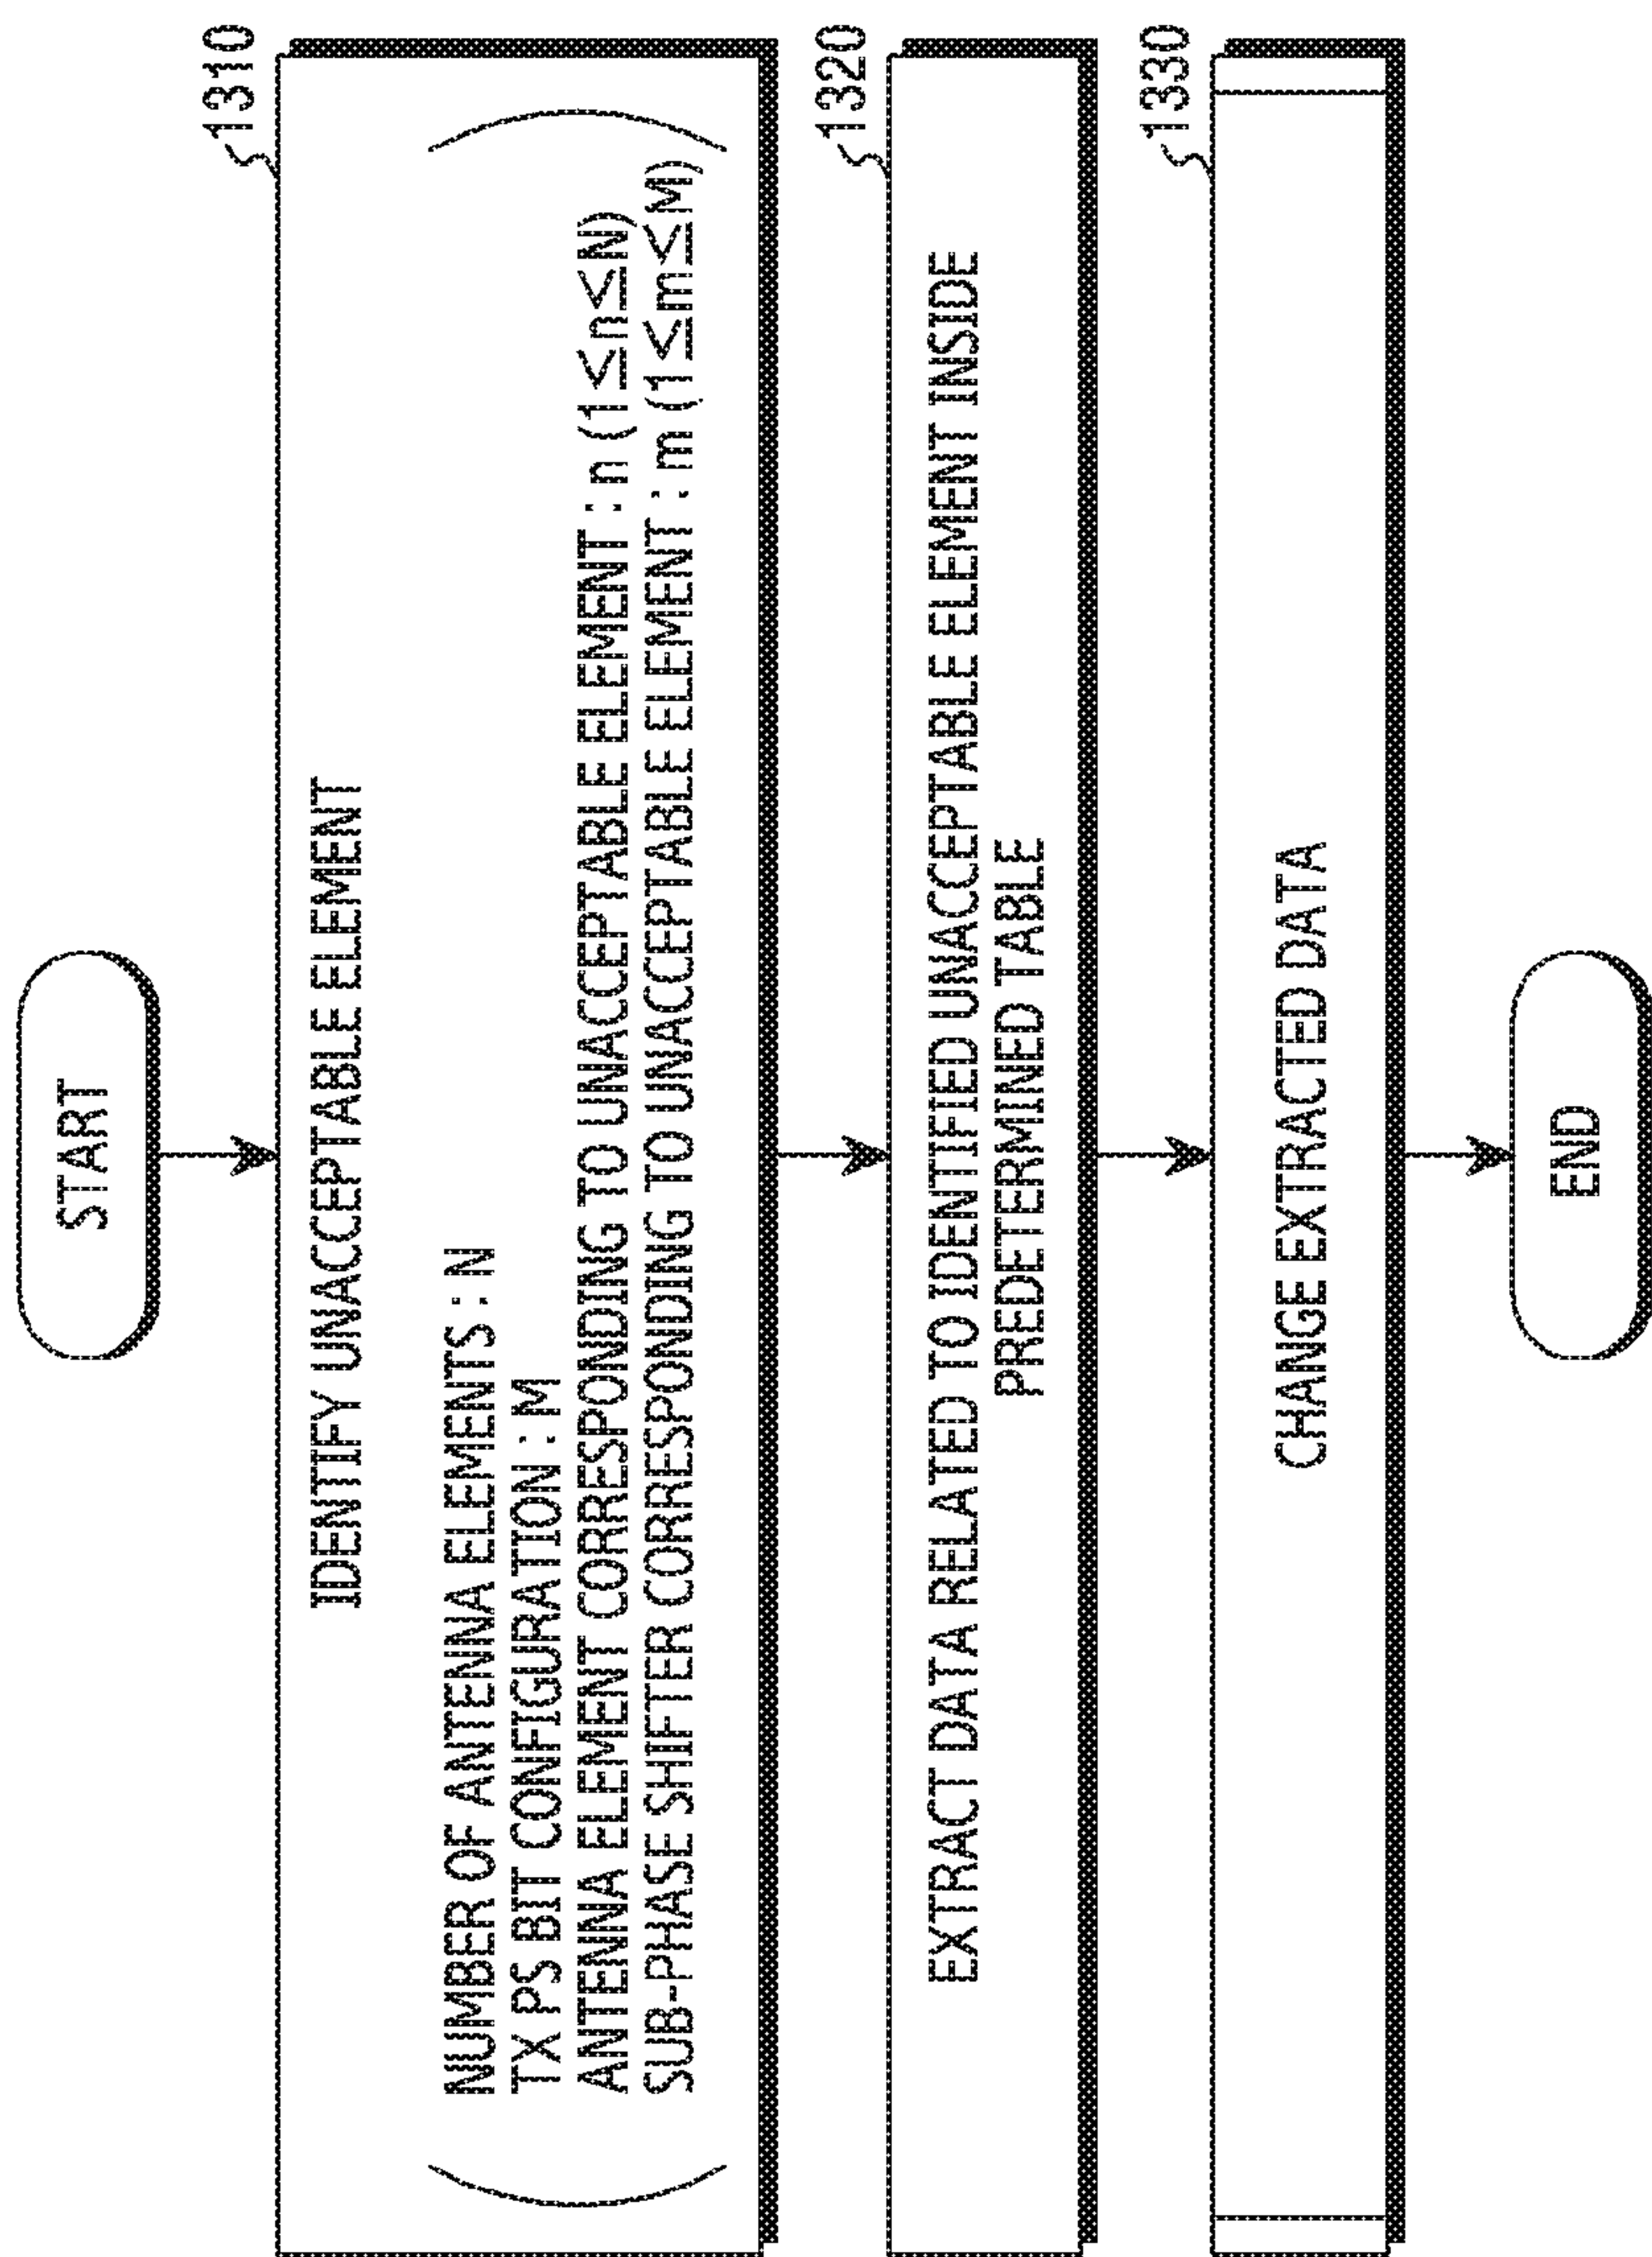 START
1310
IDENTIFY UNACCEPTABLE ELEMENT
NUMBER OF ANTENNA ELEMENTS : N
TX PS BIT CONFIGURATION : M
ANTENNA ELEMENT CORRESPONDING TO UNACCEPTABLE ELEMENT : n (1≤n≤N)
SUB-PHASE SHIFTER CORRESPONDING TO UNACCEPTABLE ELEMENT : m (1≤m≤M)
1320
EXTRACT DATA RELATED TO IDENTIFIED UNACCEPTABLE ELEMENT INSIDE
PREDETERMINED TABLE
1330
CHANGE EXTRACTED DATA
END